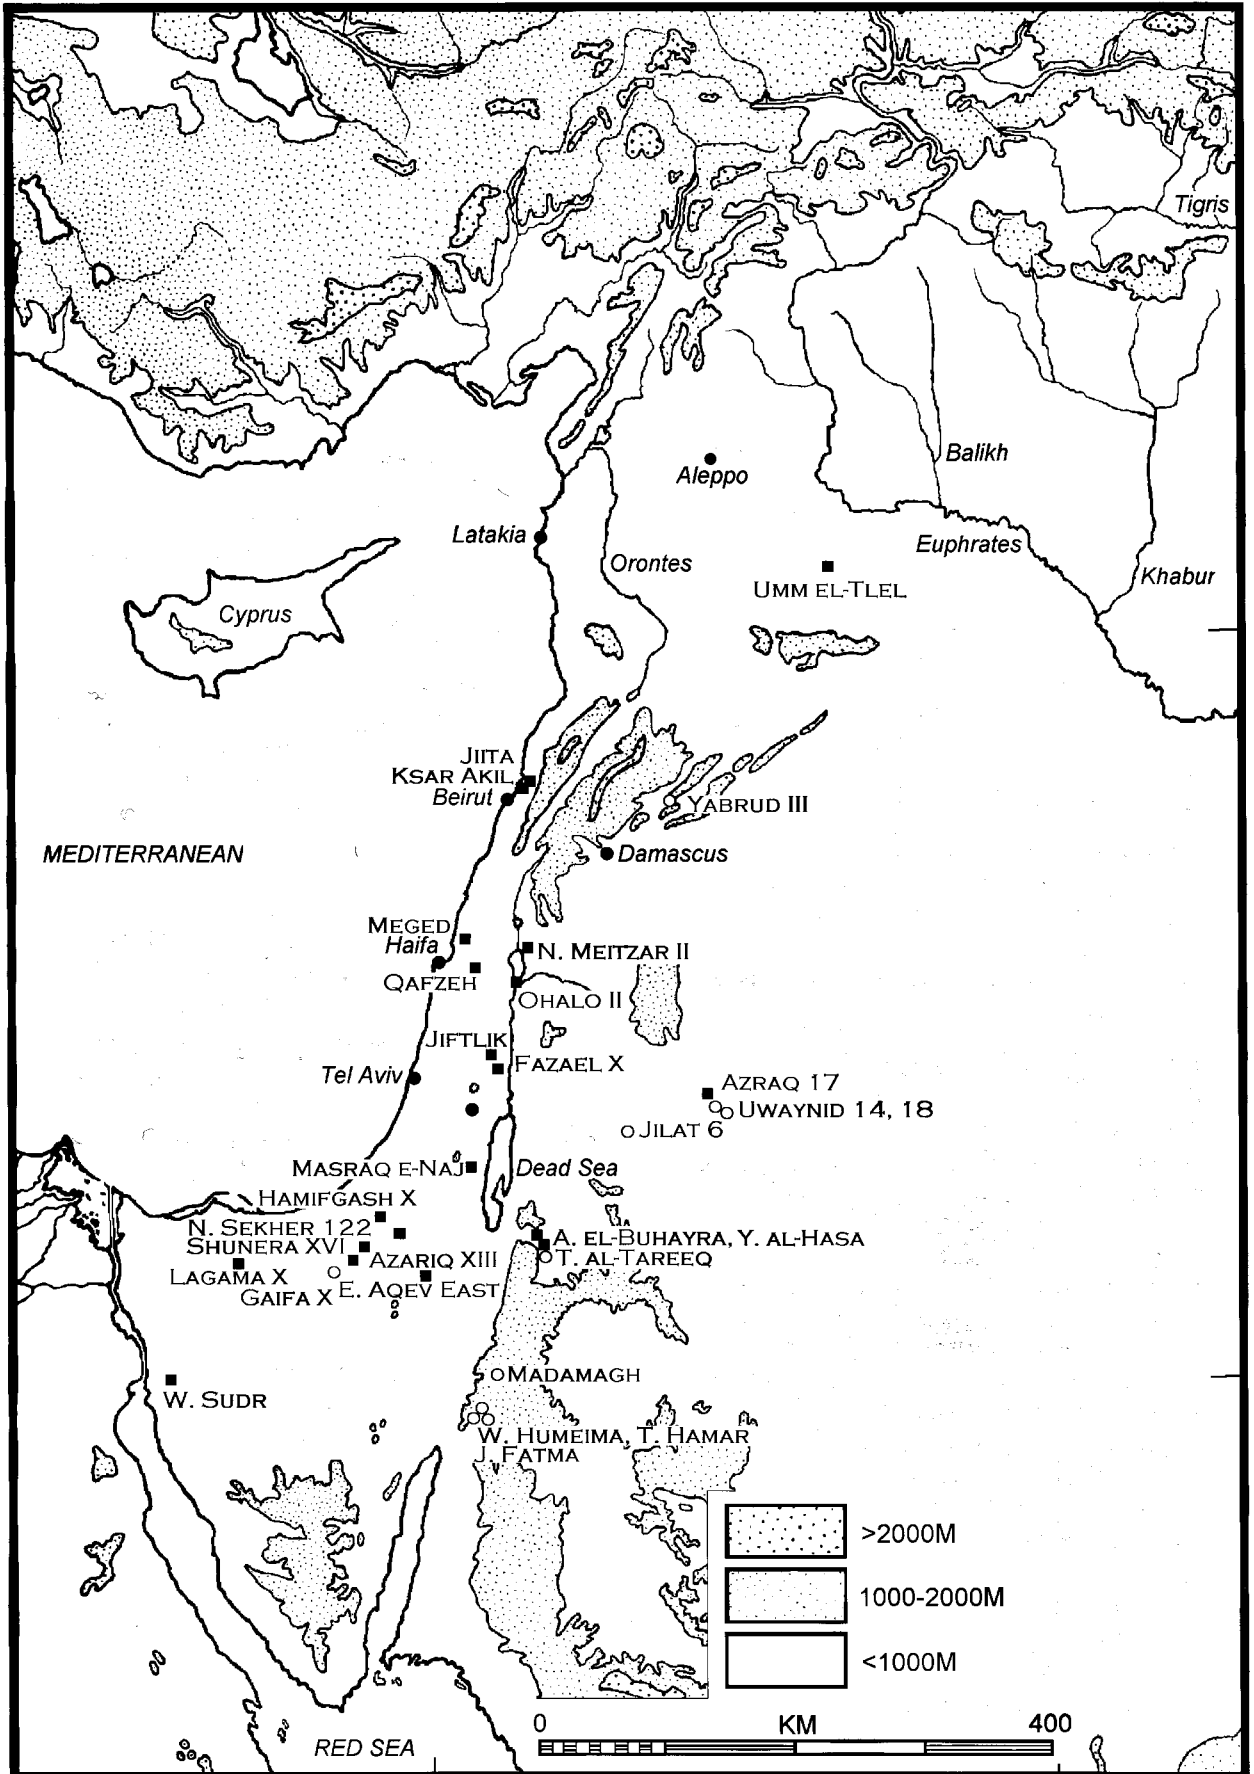 Tigris
Balikh
Aleppo
Latakia
Orontes
Euphrates
Khabur
UMM EL-TLEL
Cyprus
JIITA
KSAR AKIL
Beirut
YABRUD III
MEDITERRANEAN
Damascus
MEGED
Haifa
N. MEITZAR II
QAFZEH
OHALO II
JIFTLIK
FAZAEL X
Tel Aviv
AZRAQ 17
UWAYNID 14, 18
JILAT 6
MASRAQ E-NAJ
Dead Sea
HAMIFGASH X
N. SEKHER 122
SHUNERA XVI
A. EL-BUHAYRA, Y. AL-HASA
AZARIQ XIII
T. AL-TAREEQ
LAGAMA X
E. AQEV EAST
GAIFA X
MADAMAGH
W. SUDR
W. HUMEIMA, T. HAMAR
J. FATMA
>2000M
1000-2000M
<1000M
0 KM 400
RED SEA